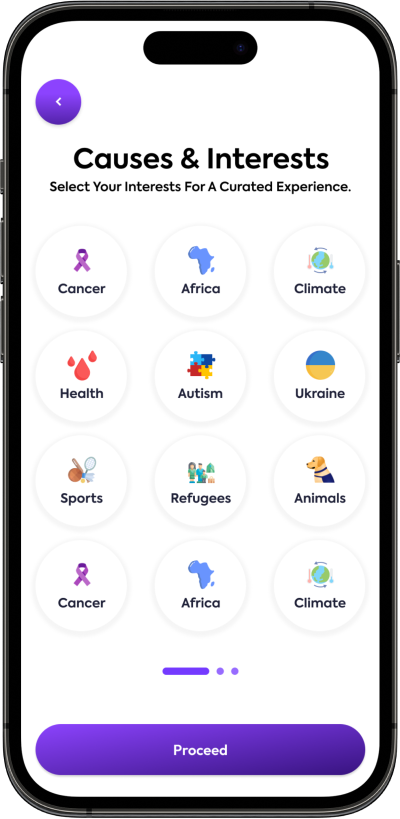 Causes & Interests
Select Your Interests For A Curated Experience.
Cancer Africa Climate
Health Autism Ukraine
Sports Refugees Animals
Cancer Africa Climate
Proceed